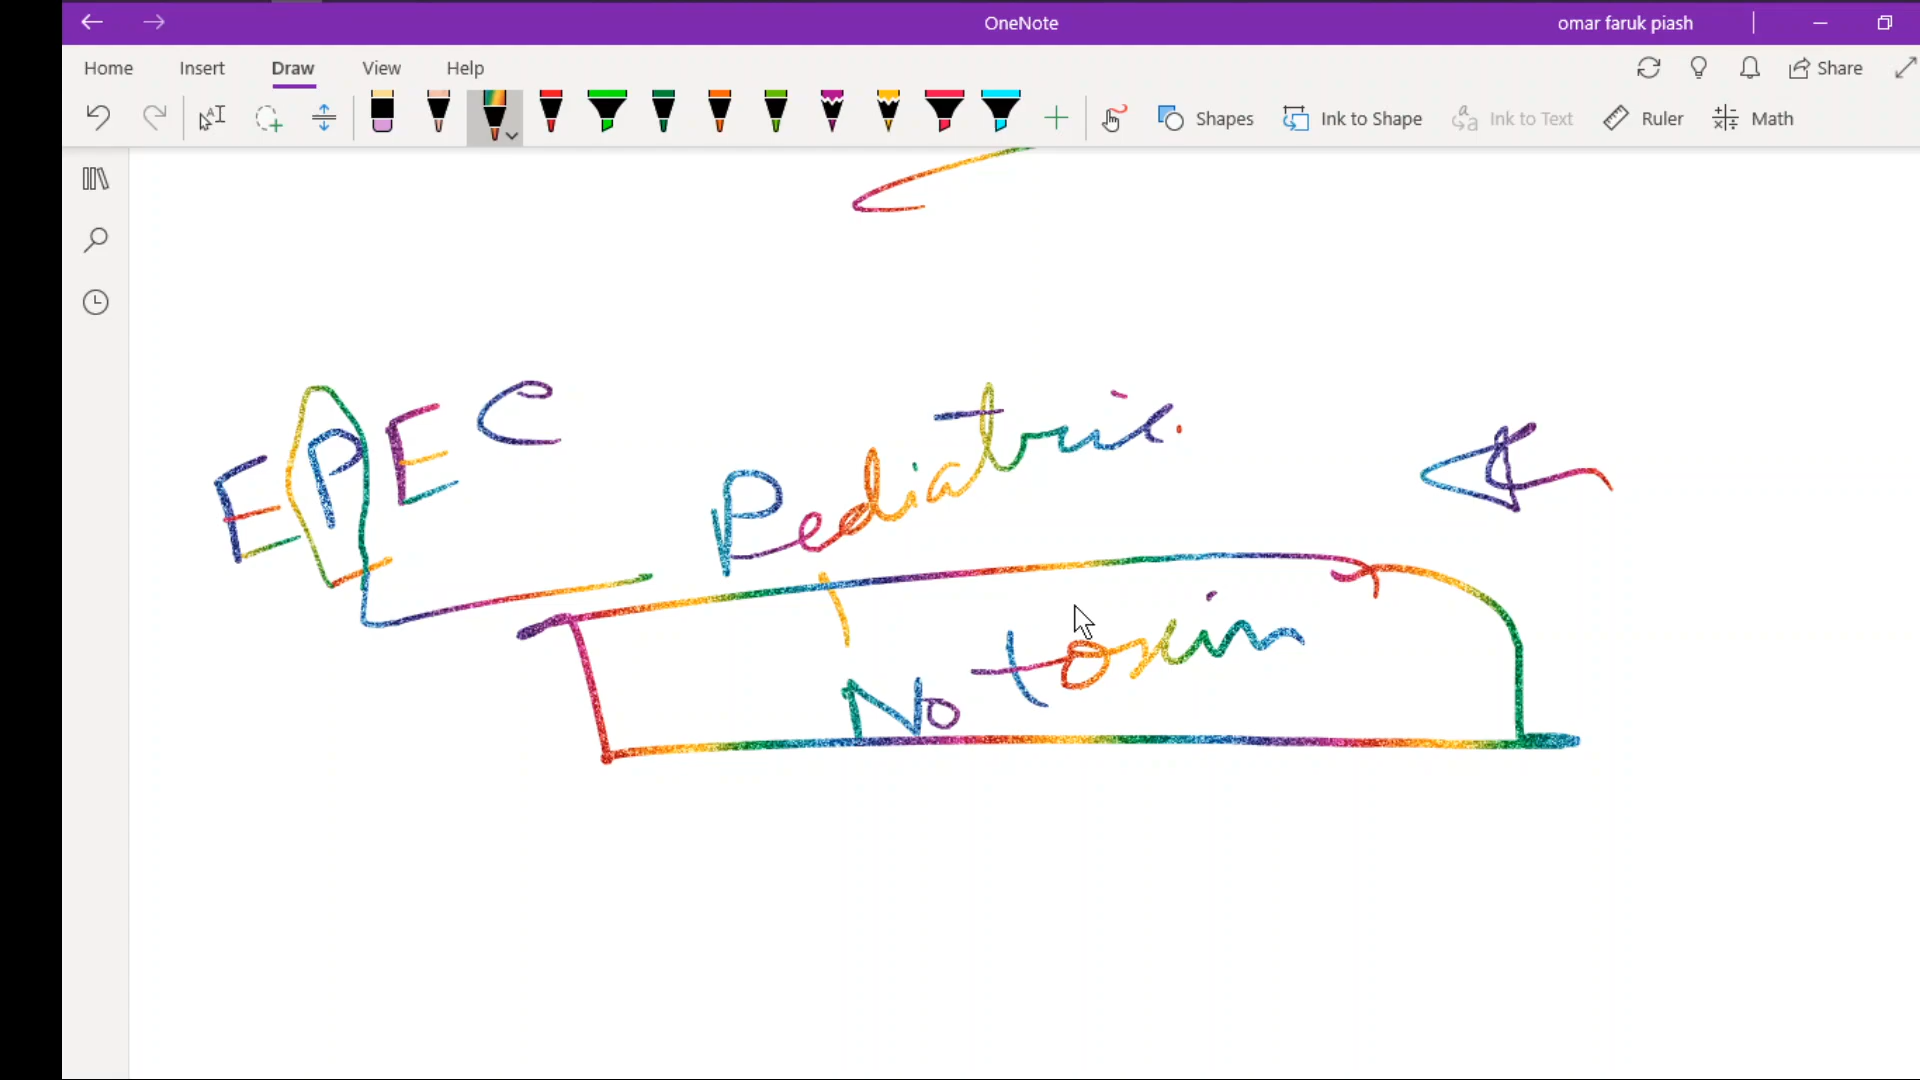 OneNote
omar faruk piash
Home Insert Draw View Help Share
Shapes Ink to Shape Ink to Text Ruler Math
EPEC Pediatric.
No toxin